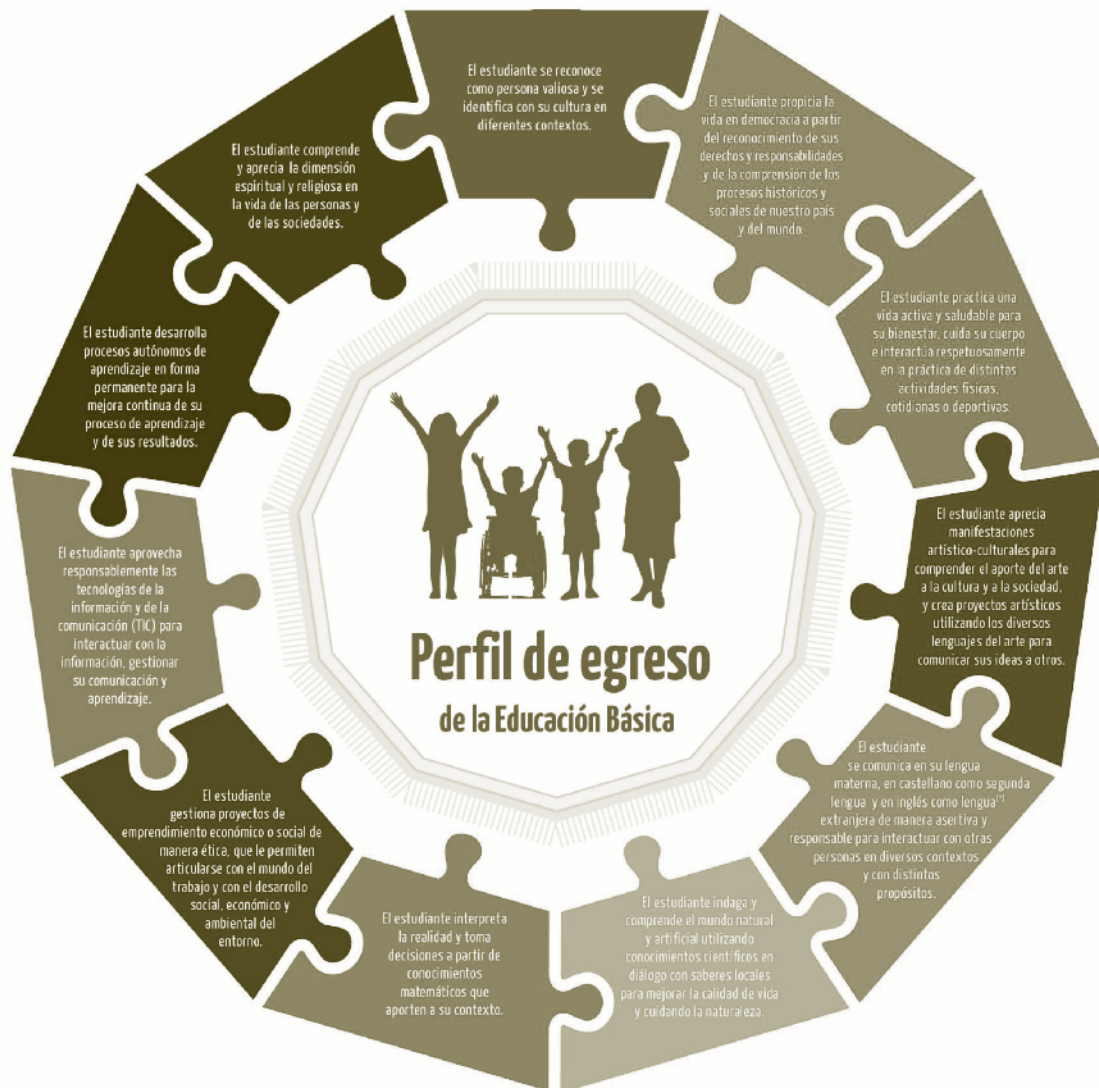 El estudiante se reconoce
como persona valiosa y se
identifica con su cultura en
diferentes contextos.
El estudiante propicia la
vida en democracia a partir
del reconocimiento de sus
derechos y responsabilidades
y de la comprensión de los
procesos históricos y
sociales de nuestro país
y del mundo.
El estudiante practica una
vida activa y saludable para
su bienestar, cuida su cuerpo
e interactúa respetuosamente
en la práctica de distintas
actividades físicas,
cotidianas o deportivas.
El estudiante aprecia
manifestaciones
artístico-culturales para
comprender el aporte del arte
a la cultura y a la sociedad,
y crea proyectos artísticos
utilizando los diversos
lenguajes del arte para
comunicar sus ideas a otros.
El estudiante
se comunica en su lengua
materna, en castellano como segunda
lengua y en inglés como lengua(*)
extranjera de manera asertiva y
responsable para interactuar con otras
personas en diversos contextos
y con distintos
propósitos.
El estudiante indaga y
comprende el mundo natural
y artificial utilizando
conocimientos científicos en
diálogo con saberes locales
para mejorar la calidad de vida
y cuidando la naturaleza.
El estudiante interpreta
la realidad y toma
decisiones a partir de
conocimientos
matemáticos que
aporten a su contexto.
El estudiante
gestiona proyectos de
emprendimiento económico o social de
manera ética, que le permiten
articularse con el mundo del
trabajo y con el desarrollo
social, económico y
ambiental del
entorno.
El estudiante aprovecha
responsablemente las
tecnologías de la
información y de la
comunicación (TIC) para
interactuar con la
información, gestionar
su comunicación y
aprendizaje.
El estudiante desarrolla
procesos autónomos de
aprendizaje en forma
permanente para la
mejora continua de su
proceso de aprendizaje
y de sus resultados.
El estudiante comprende
y aprecia la dimensión
espiritual y religiosa en
la vida de las personas y
de las sociedades.
Perfil de egreso
de la Educación Básica